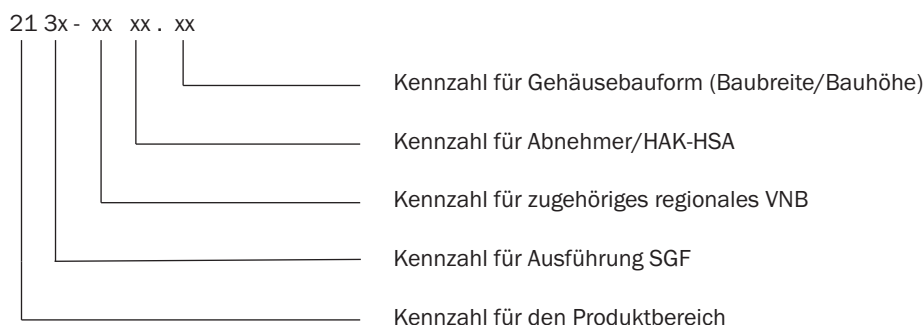 21 3x - xx xx . xx
Kennzahl für Gehäusebauform (Baubreite/Bauhöhe)
Kennzahl für Abnehmer/HAK-HSA
Kennzahl für zugehöriges regionales VNB
Kennzahl für Ausführung SGF
Kennzahl für den Produktbereich